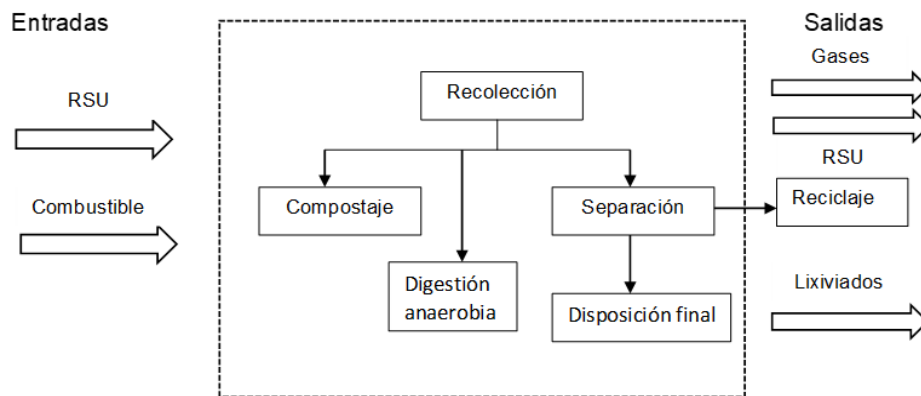 Entradas
Salidas
Gases
RSU
Recolección
RSU
Combustible
Compostaje
Separación
Reciclaje
Digestión
anaerobia
Disposición final
Lixiviados